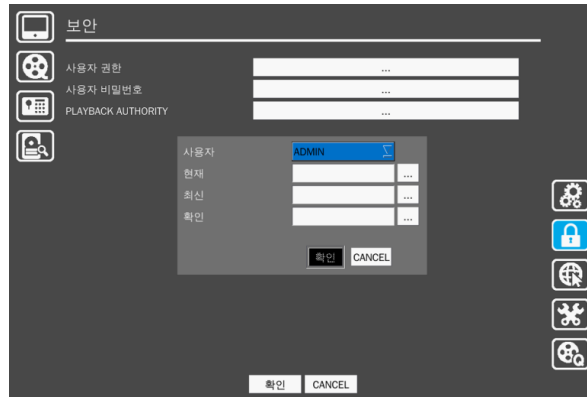 보안
사용자 권한 ...
사용자 비밀번호 ...
PLAYBACK AUTHORITY ...
사용자 ADMIN
현재 ...
최신 ...
확인 ...
확인 CANCEL
확인 CANCEL